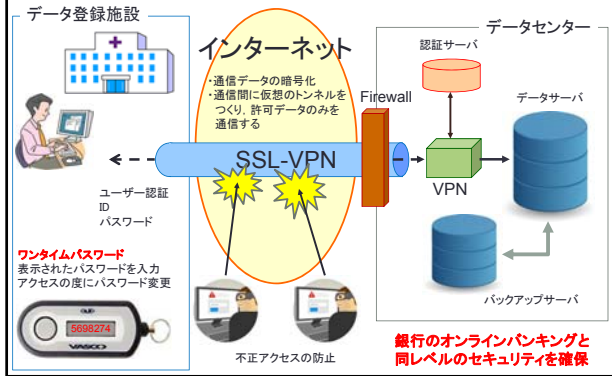 データ登録施設
インターネット
・通信データの暗号化
・通信間に仮想のトンネルを
つくり、許可データのみを
通信する
Firewall
データセンター
認証サーバ
データサーバ
SSL-VPN
VPN
ユーザー認証
ID
パスワード
ワンタイムパスワード
表示されたパスワードを入力
アクセスの度にパスワード変更
5698274
VASCO
不正アクセスの防止
バックアップサーバ
銀行のオンラインバンキングと
同レベルのセキュリティを確保